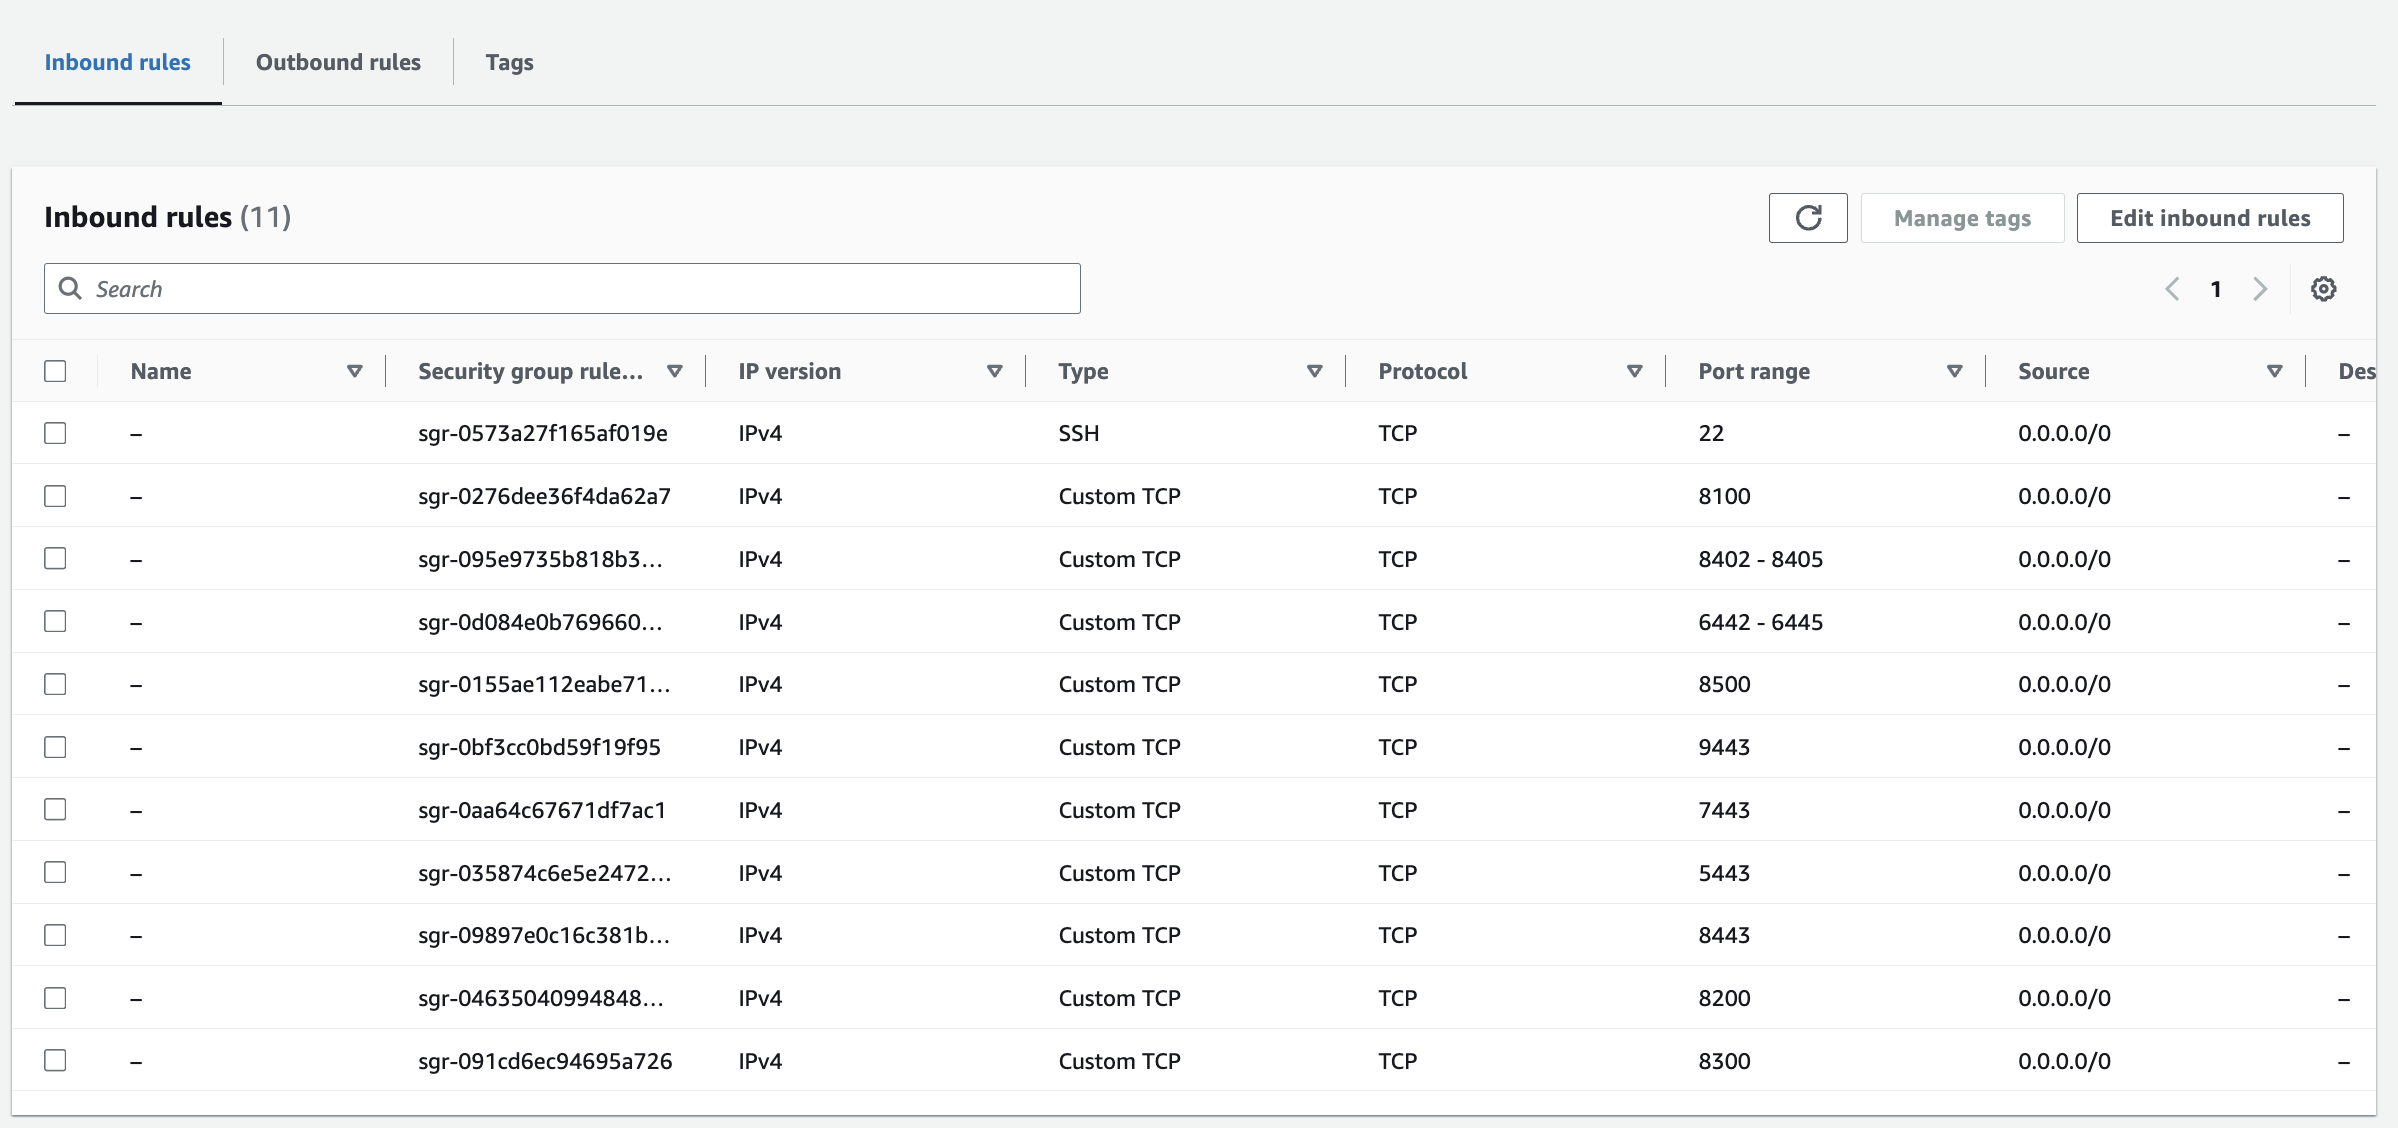 Inbound rules Outbound rules Tags
Inbound rules (11)
Manage tags Edit inbound rules
Search
1
Name Security group rule... IP version Type Protocol Port range Source Des
– sgr-0573a27f165af019e IPv4 SSH TCP 22 0.0.0.0/0 –
– sgr-0276dee36f4da62a7 IPv4 Custom TCP TCP 8100 0.0.0.0/0 –
– sgr-095e9735b818b3... IPv4 Custom TCP TCP 8402 - 8405 0.0.0.0/0 –
– sgr-0d084e0b769660... IPv4 Custom TCP TCP 6442 - 6445 0.0.0.0/0 –
– sgr-0155ae112eabe71... IPv4 Custom TCP TCP 8500 0.0.0.0/0 –
– sgr-0bf3cc0bd59f19f95 IPv4 Custom TCP TCP 9443 0.0.0.0/0 –
– sgr-0aa64c67671df7ac1 IPv4 Custom TCP TCP 7443 0.0.0.0/0 –
– sgr-035874c6e5e2472... IPv4 Custom TCP TCP 5443 0.0.0.0/0 –
– sgr-09897e0c16c381b... IPv4 Custom TCP TCP 8443 0.0.0.0/0 –
– sgr-04635040994848... IPv4 Custom TCP TCP 8200 0.0.0.0/0 –
– sgr-091cd6ec94695a726 IPv4 Custom TCP TCP 8300 0.0.0.0/0 –